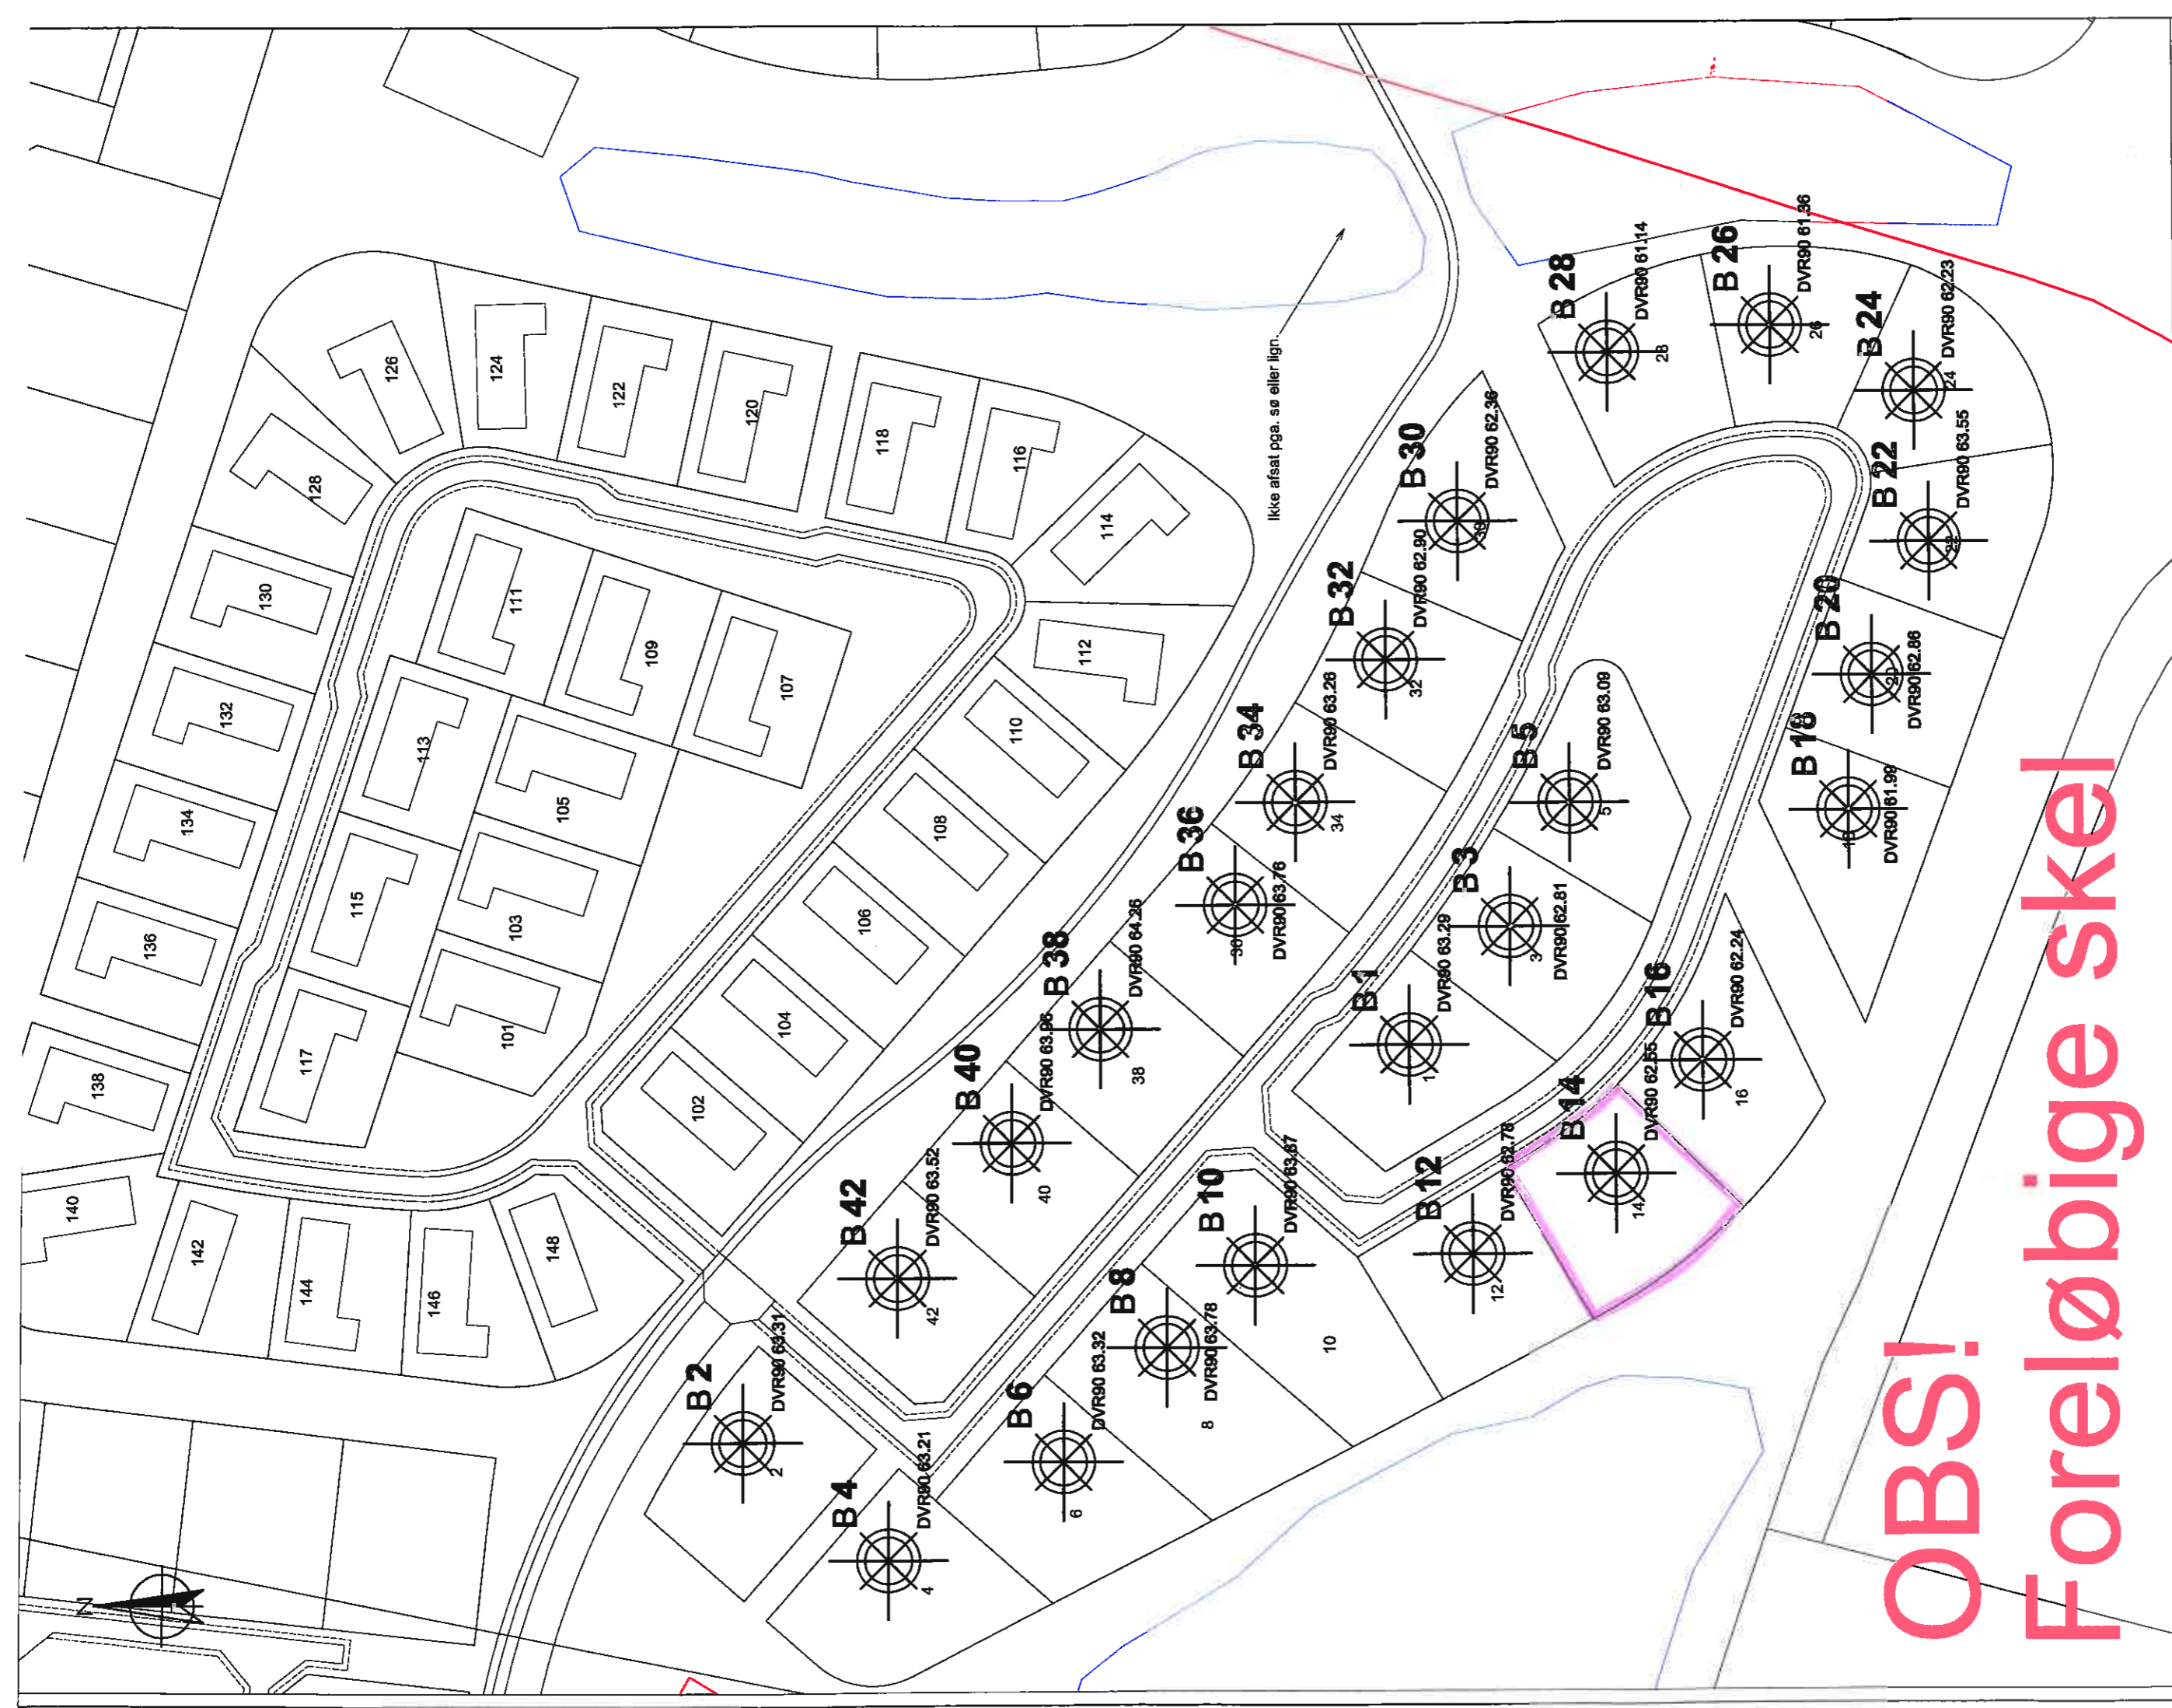 126
124
122
120
118
116
114
112
128
130
132
134
136
138
140
142
144
146
148
111
109
107
113
105
115
103
117
101
110
108
106
104
102
Ikke afsat pga. sø eller lign.
B 28
DVR90 61.14
28
B 26
DVR90 61.36
26
B 24
DVR90 62.23
24
B 22
DVR90 63.55
22
B 20
DVR90 62.86
20
B 18
DVR90 61.99
18
B 30
DVR90 62.36
30
B 32
DVR90 62.90
32
B 34
DVR90 63.26
34
B 36
DVR90 63.76
36
B 38
DVR90 64.26
38
B 40
DVR90 63.96
40
B 42
DVR90 63.52
42
B 5
DVR90 63.09
5
B 3
DVR90 62.81
3
B 1
DVR90 63.29
1
B 16
DVR90 62.24
16
B 14
DVR90 62.55
14
B 12
DVR90 62.78
12
B 10
DVR90 63.87
10
B 8
DVR90 63.78
8
B 6
DVR90 63.32
6
B 4
DVR90 63.21
4
B 2
DVR90 63.31
2
N
OBS!
Foreløbige skel